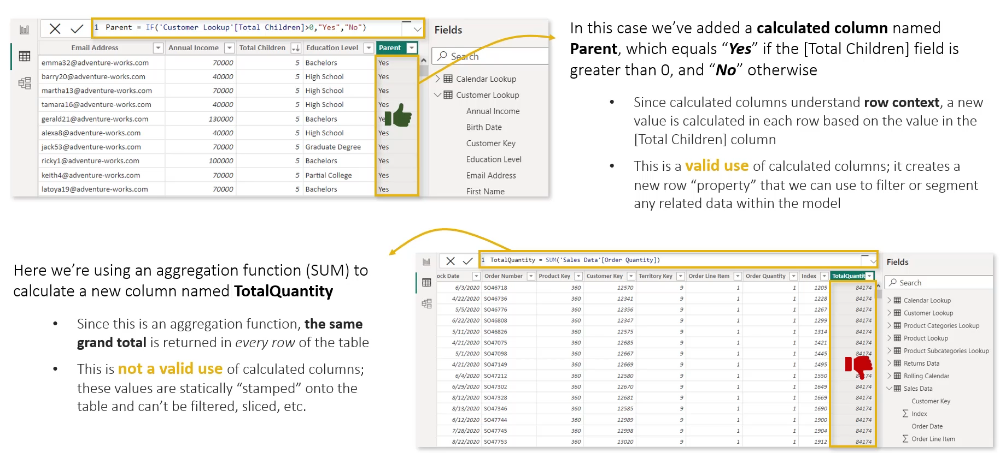 1 Parent = IF('Customer Lookup'[Total Children]>0,"Yes","No")
Email Address Annual Income Total Children Education Level Parent
emma32@adventure-works.com 70000 5 Bachelors Yes
barry20@adventure-works.com 40000 5 High School Yes
martha13@adventure-works.com 70000 5 High School Yes
tamara16@adventure-works.com 40000 5 High School Yes
gerald21@adventure-works.com 130000 5 Bachelors Yes
alexa8@adventure-works.com 40000 5 High School Yes
jack53@adventure-works.com 70000 5 Graduate Degree Yes
ricky1@adventure-works.com 100000 5 Bachelors Yes
keith4@adventure-works.com 70000 5 Partial College Yes
latoya19@adventure-works.com 70000 5 Bachelors Yes
Fields
Search
Calendar Lookup
Customer Lookup
Annual Income
Birth Date
Customer Key
Education Level
Email Address
First Name
In this case we’ve added a calculated column named
Parent, which equals “Yes” if the [Total Children] field is
greater than 0, and “No” otherwise
• Since calculated columns understand row context, a new
value is calculated in each row based on the value in the
[Total Children] column
• This is a valid use of calculated columns; it creates a
new row “property” that we can use to filter or segment
any related data within the model
Here we’re using an aggregation function (SUM) to
calculate a new column named TotalQuantity
• Since this is an aggregation function, the same
grand total is returned in every row of the table
• This is not a valid use of calculated columns;
these values are statically “stamped” onto the
table and can’t be filtered, sliced, etc.
1 TotalQuantity = SUM('Sales Data'[Order Quantity])
ock Date Order Number Product Key Customer Key Territory Key Order Line Item Order Quantity Index TotalQuantit
6/3/2020 SO46718 360 12570 9 1 1 1205 84174
4/22/2020 SO46736 360 12341 9 1 1 1228 84174
5/5/2020 SO46776 360 12356 9 1 1 1267 84174
6/22/2020 SO46808 360 12347 9 1 1 1299 84174
5/11/2020 SO46826 360 12575 9 1 1 1314 84174
4/21/2020 SO47075 360 12685 9 1 1 1421 84174
5/1/2020 SO47098 360 12667 9 1 1 1445 84174
4/21/2020 SO47149 360 12669 9 1 1 1495
6/4/2020 SO47212 360 12580 9 1 1 1550 84174
6/29/2020 SO47302 360 12670 9 1 1 1649 84174
8/12/2020 SO47328 360 12681 9 1 1 1669 84174
8/13/2020 SO47346 360 12585 9 1 1 1690 84174
6/12/2020 SO47744 360 12989 9 1 1 1900 84174
7/28/2020 SO47745 360 12998 9 1 1 1904 84174
8/22/2020 SO47753 360 13020 9 1 1 1912 84174
Fields
Search
Calendar Lookup
Customer Lookup
Product Categories Lookup
Product Lookup
Product Subcategories Lookup
Returns Data
Rolling Calendar
Sales Data
Customer Key
Index
Order Date
Order Line Item